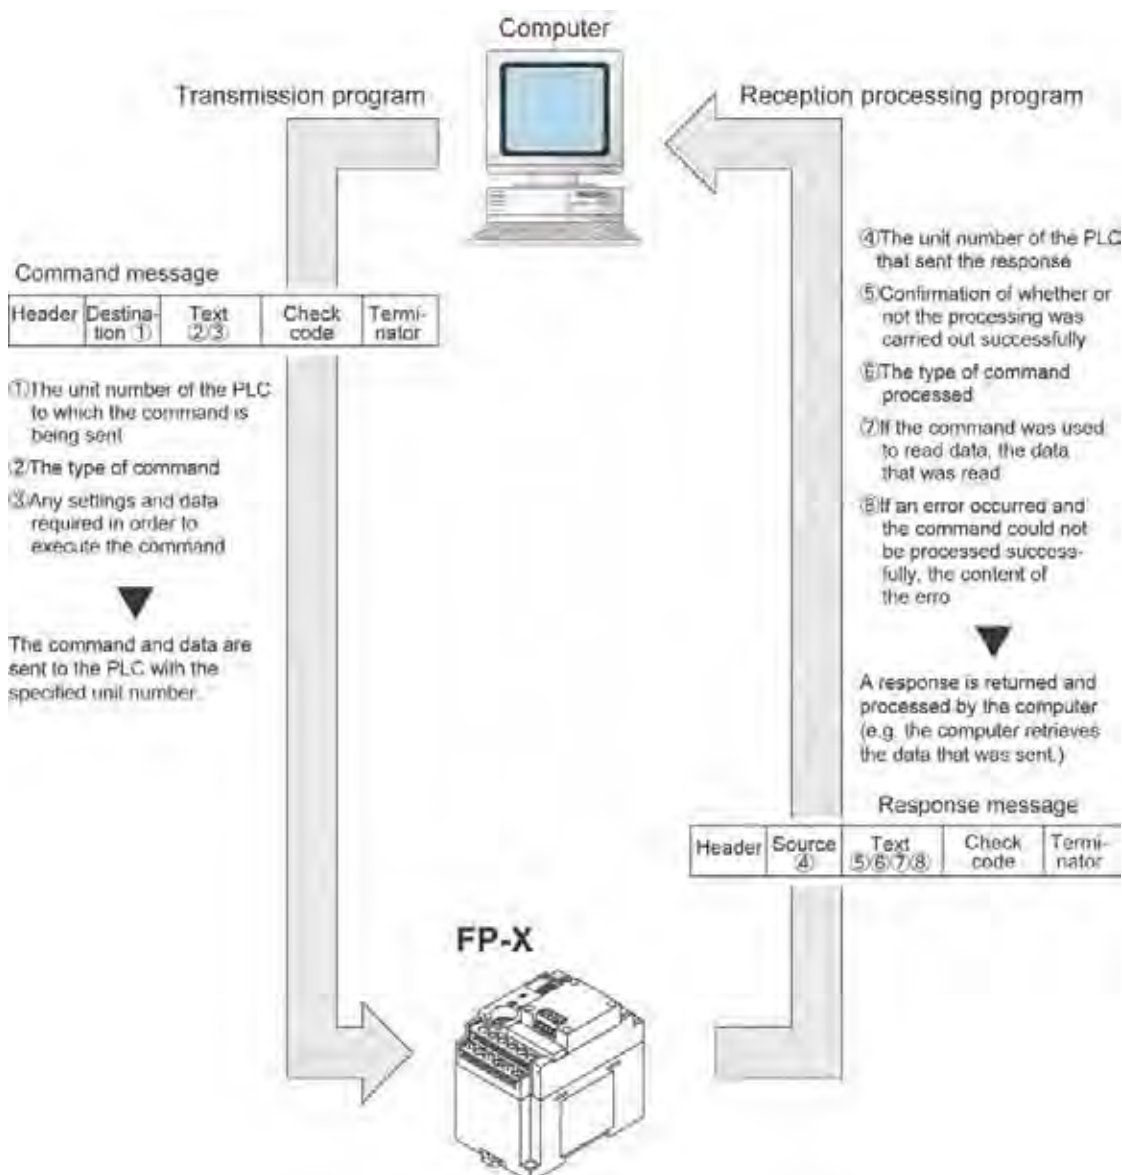 Computer
Transmission program
Reception processing program
Command message
Header
Destina-
tion ①
Text
②③
Check
code
Termi-
nator
①The unit number of the PLC
to which the command is
being sent
②The type of command
③Any settings and data
required in order to
execute the command
The command and data are
sent to the PLC with the
specified unit number.
④The unit number of the PLC
that sent the response
⑤Confirmation of whether or
not the processing was
carried out successfully
⑥The type of command
processed
⑦If the command was used
to read data, the data
that was read
⑧If an error occurred and
the command could not
be processed success-
fully, the content of
the erro
A response is returned and
processed by the computer
(e.g. the computer retrieves
the data that was sent.)
Response message
Header
Source
④
Text
⑤⑥⑦⑧
Check
code
Termi-
nator
FP-X